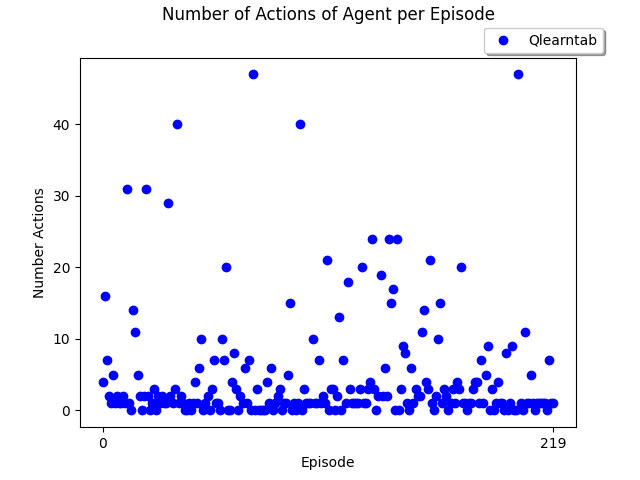 Number of Actions of Agent per Episode
Qlearntab
40
30
20
10
0
Number Actions
0
219
Episode